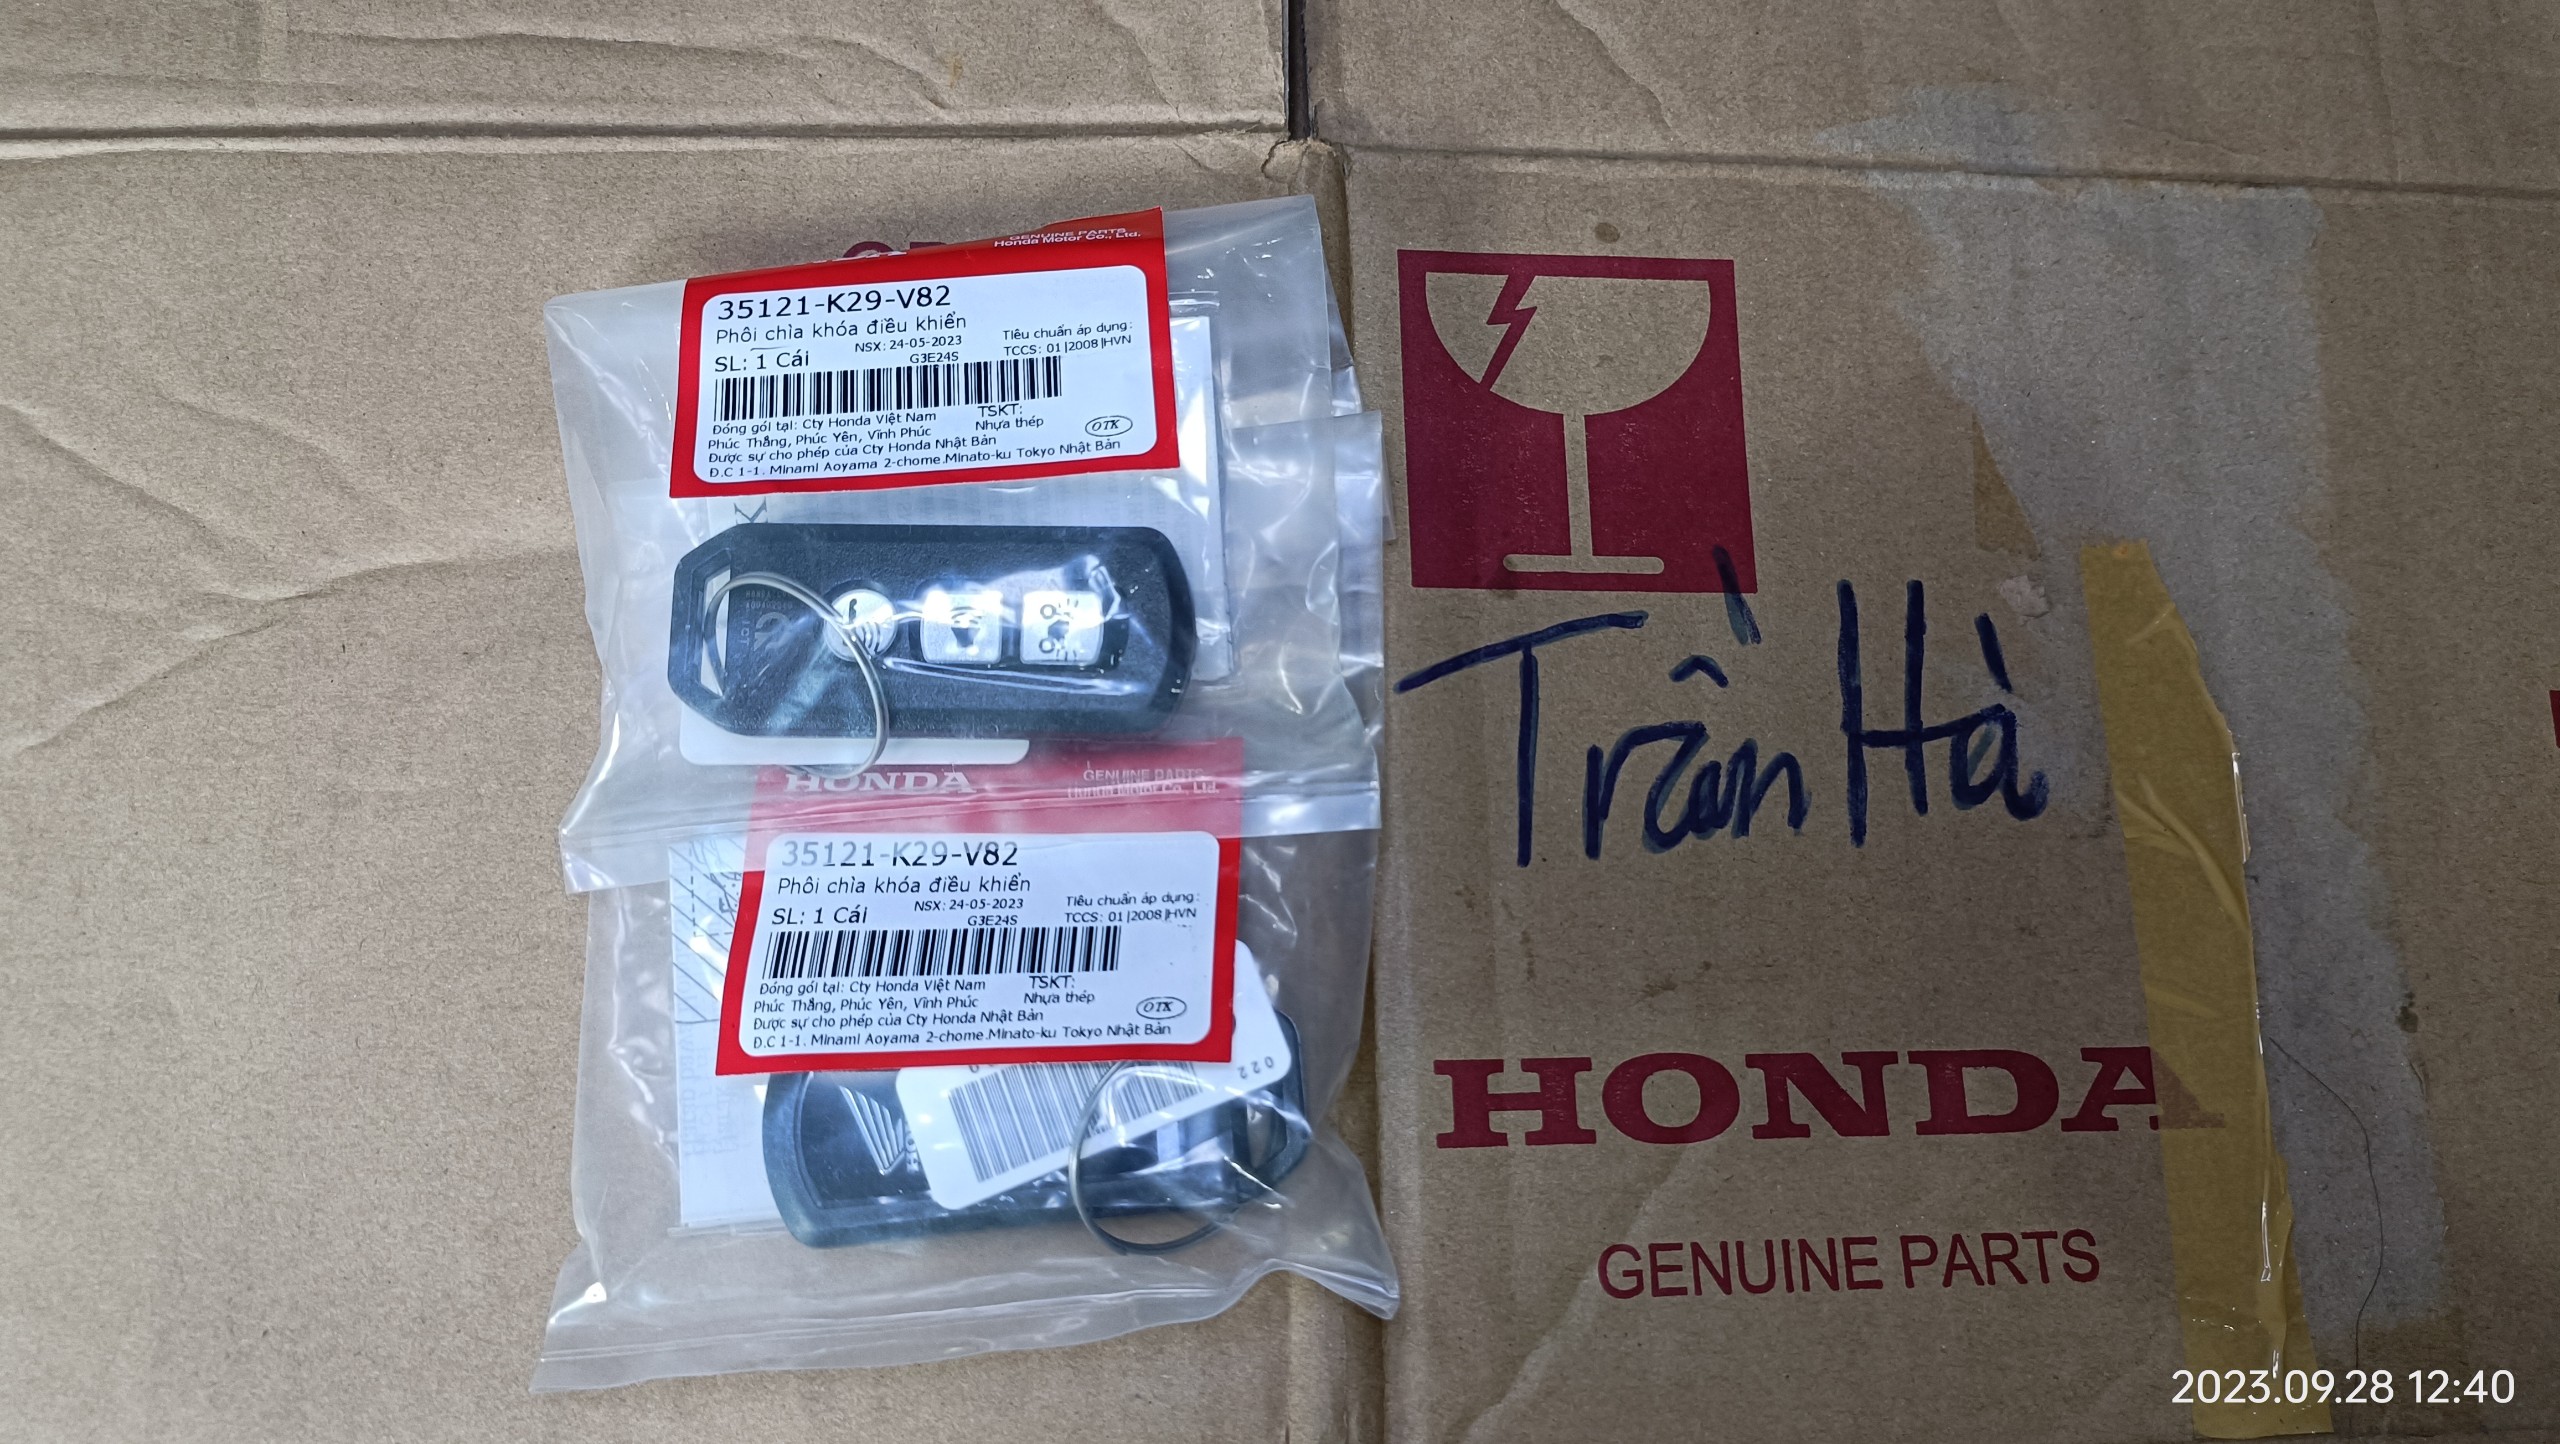 GENUINE PARTS
Honda Motor Co., Ltd.
35121-K29-V82
Phôi chìa khóa điều khiển
SL: 1 Cái
NSX: 24-05-2023
G3E24S
Tiêu chuẩn áp dụng:
TCCS: 01|2008|HVN
Đóng gói tại: Cty Honda Việt Nam
Phúc Thắng, Phúc Yên, Vĩnh Phúc
TSKT:
Nhựa thép
OTK
Được sự cho phép của Cty Honda Nhật Bản
Đ.C 1-1. Minami Aoyama 2-chome.Minato-ku Tokyo Nhật Bản
HONDA
GENUINE PARTS
Honda Motor Co., Ltd.
35121-K29-V82
Phôi chìa khóa điều khiển
SL: 1 Cái
NSX: 24-05-2023
G3E24S
Tiêu chuẩn áp dụng:
TCCS: 01|2008|HVN
Đóng gói tại: Cty Honda Việt Nam
Phúc Thắng, Phúc Yên, Vĩnh Phúc
TSKT:
Nhựa thép
OTK
Được sự cho phép của Cty Honda Nhật Bản
Đ.C 1-1. Minami Aoyama 2-chome.Minato-ku Tokyo Nhật Bản
022
Trần Hà
HONDA
GENUINE PARTS
2023.09.28 12:40